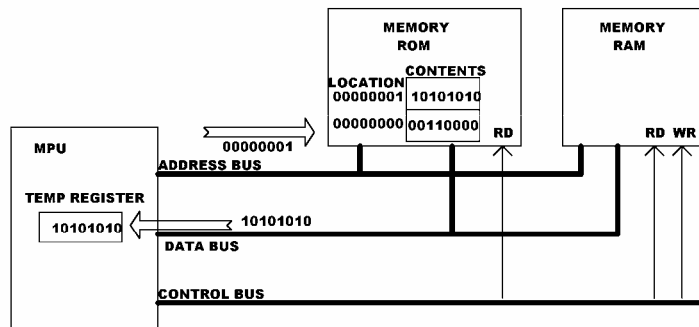 MEMORY
ROM
MEMORY
RAM
CONTENTS
LOCATION
00000001 10101010
00000000 00110000
RD
RD WR
00000001
MPU
ADDRESS BUS
TEMP REGISTER
10101010
10101010
DATA BUS
CONTROL BUS